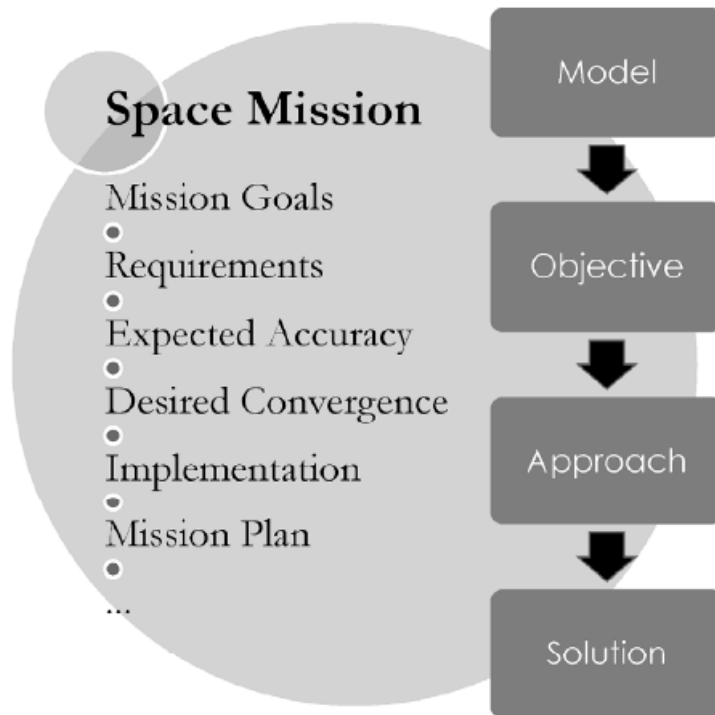 Space Mission
Mission Goals
Requirements
Expected Accuracy
Desired Convergence
Implementation
Mission Plan
...
Model
Objective
Approach
Solution